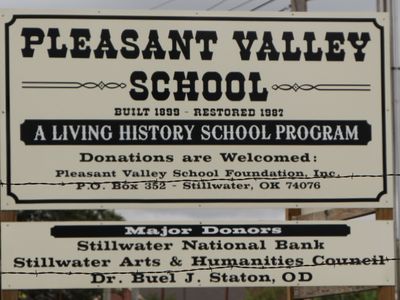 PLEASANT VALLEY
SCHOOL
BUILT 1899 - RESTORED 1987
A LIVING HISTORY SCHOOL PROGRAM
Donations are Welcomed:
Pleasant Valley School Foundation, Inc.
P.O. Box 352 - Stillwater, OK 74076
Major Donors
Stillwater National Bank
Stillwater Arts & Humanities Council
Dr. Buel J. Staton, OD